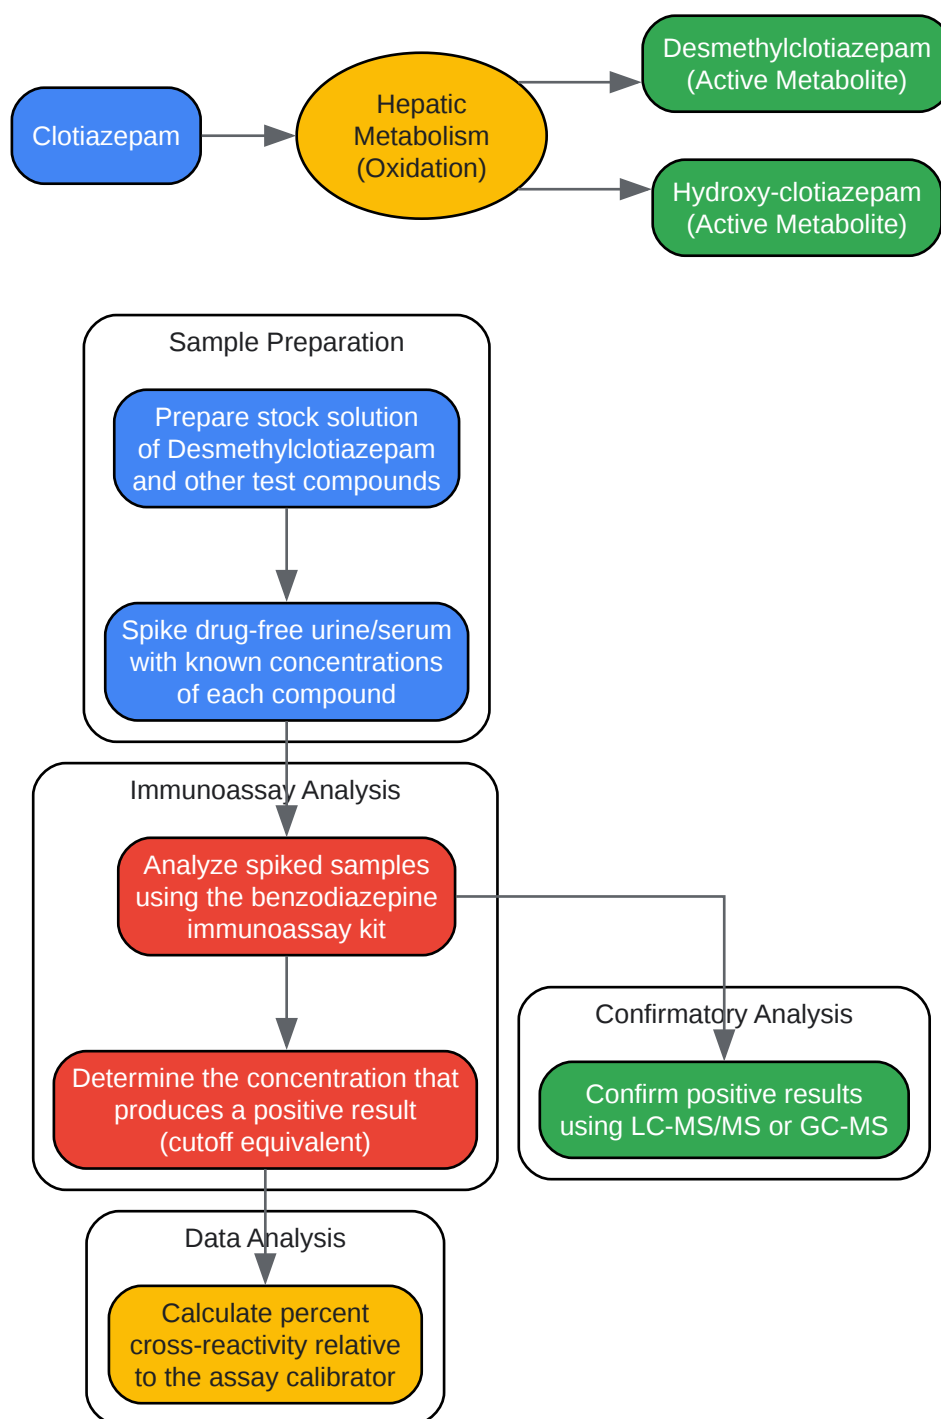 Clotiazepam
Hepatic
Metabolism
(Oxidation)
Desmethylclotiazepam
(Active Metabolite)
Hydroxy-clotiazepam
(Active Metabolite)
Sample Preparation
Prepare stock solution
of Desmethylclotiazepam
and other test compounds
Spike drug-free urine/serum
with known concentrations
of each compound
Immunoassay Analysis
Analyze spiked samples
using the benzodiazepine
immunoassay kit
Determine the concentration that
produces a positive result
(cutoff equivalent)
Confirmatory Analysis
Confirm positive results
using LC-MS/MS or GC-MS
Data Analysis
Calculate percent
cross-reactivity relative
to the assay calibrator